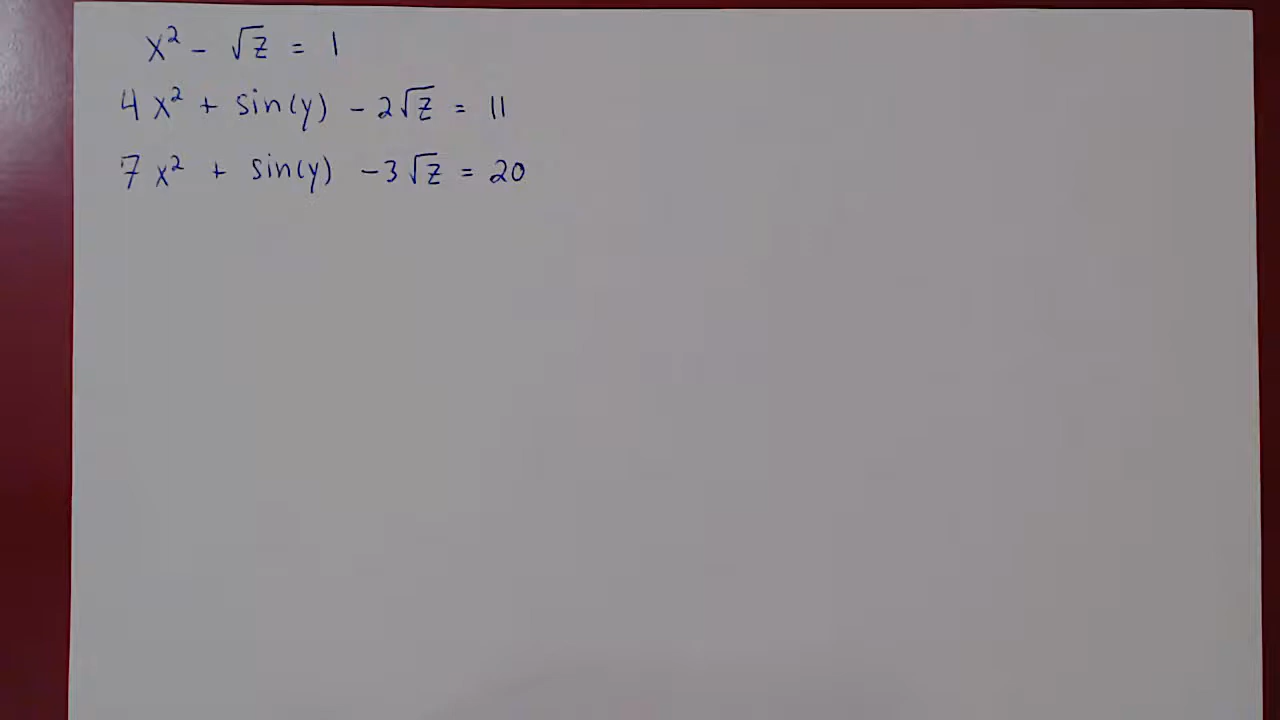 x² - √z = 1
4x² + sin(y) - 2√z = 11
7x² + sin(y) - 3√z = 20